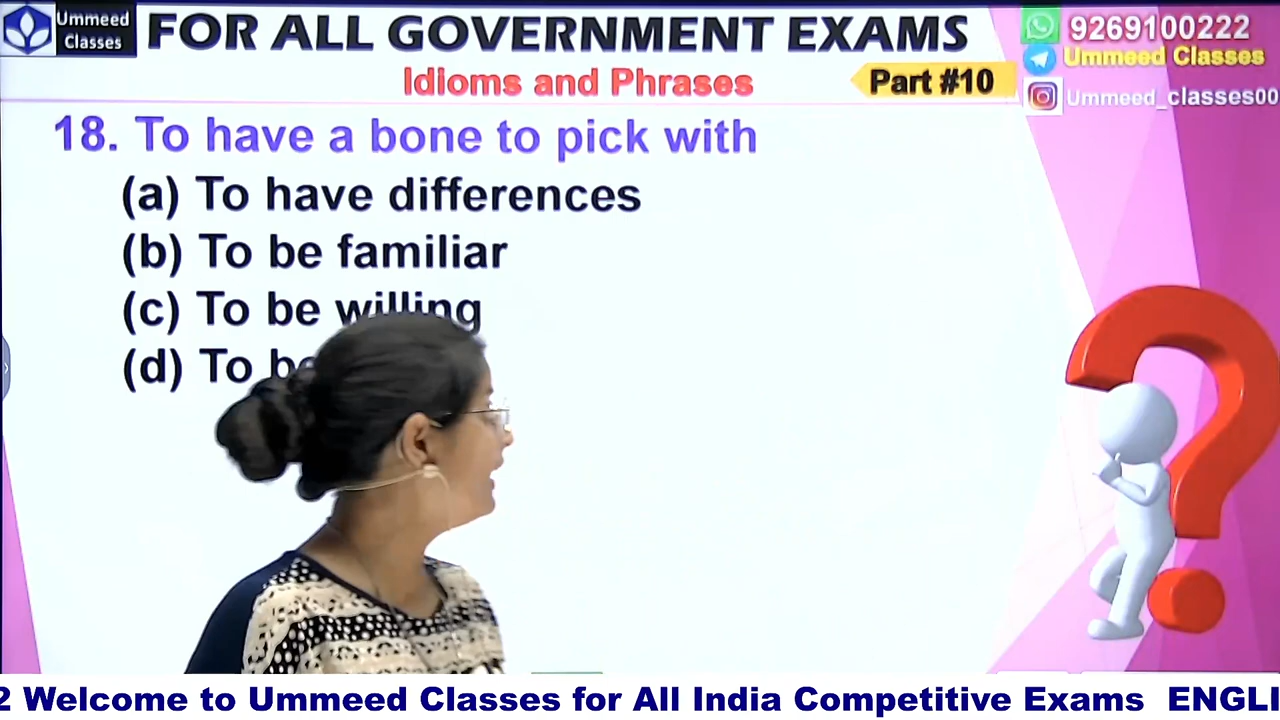 Ummeed
Classes
FOR ALL GOVERNMENT EXAMS
9269100222
Ummeed Classes
Idioms and Phrases
Part #10
Ummeed_classes00
18. To have a bone to pick with
(a) To have differences
(b) To be familiar
(c) To be willing
(d) To
2 Welcome to Ummeed Classes for All India Competitive Exams ENGLI